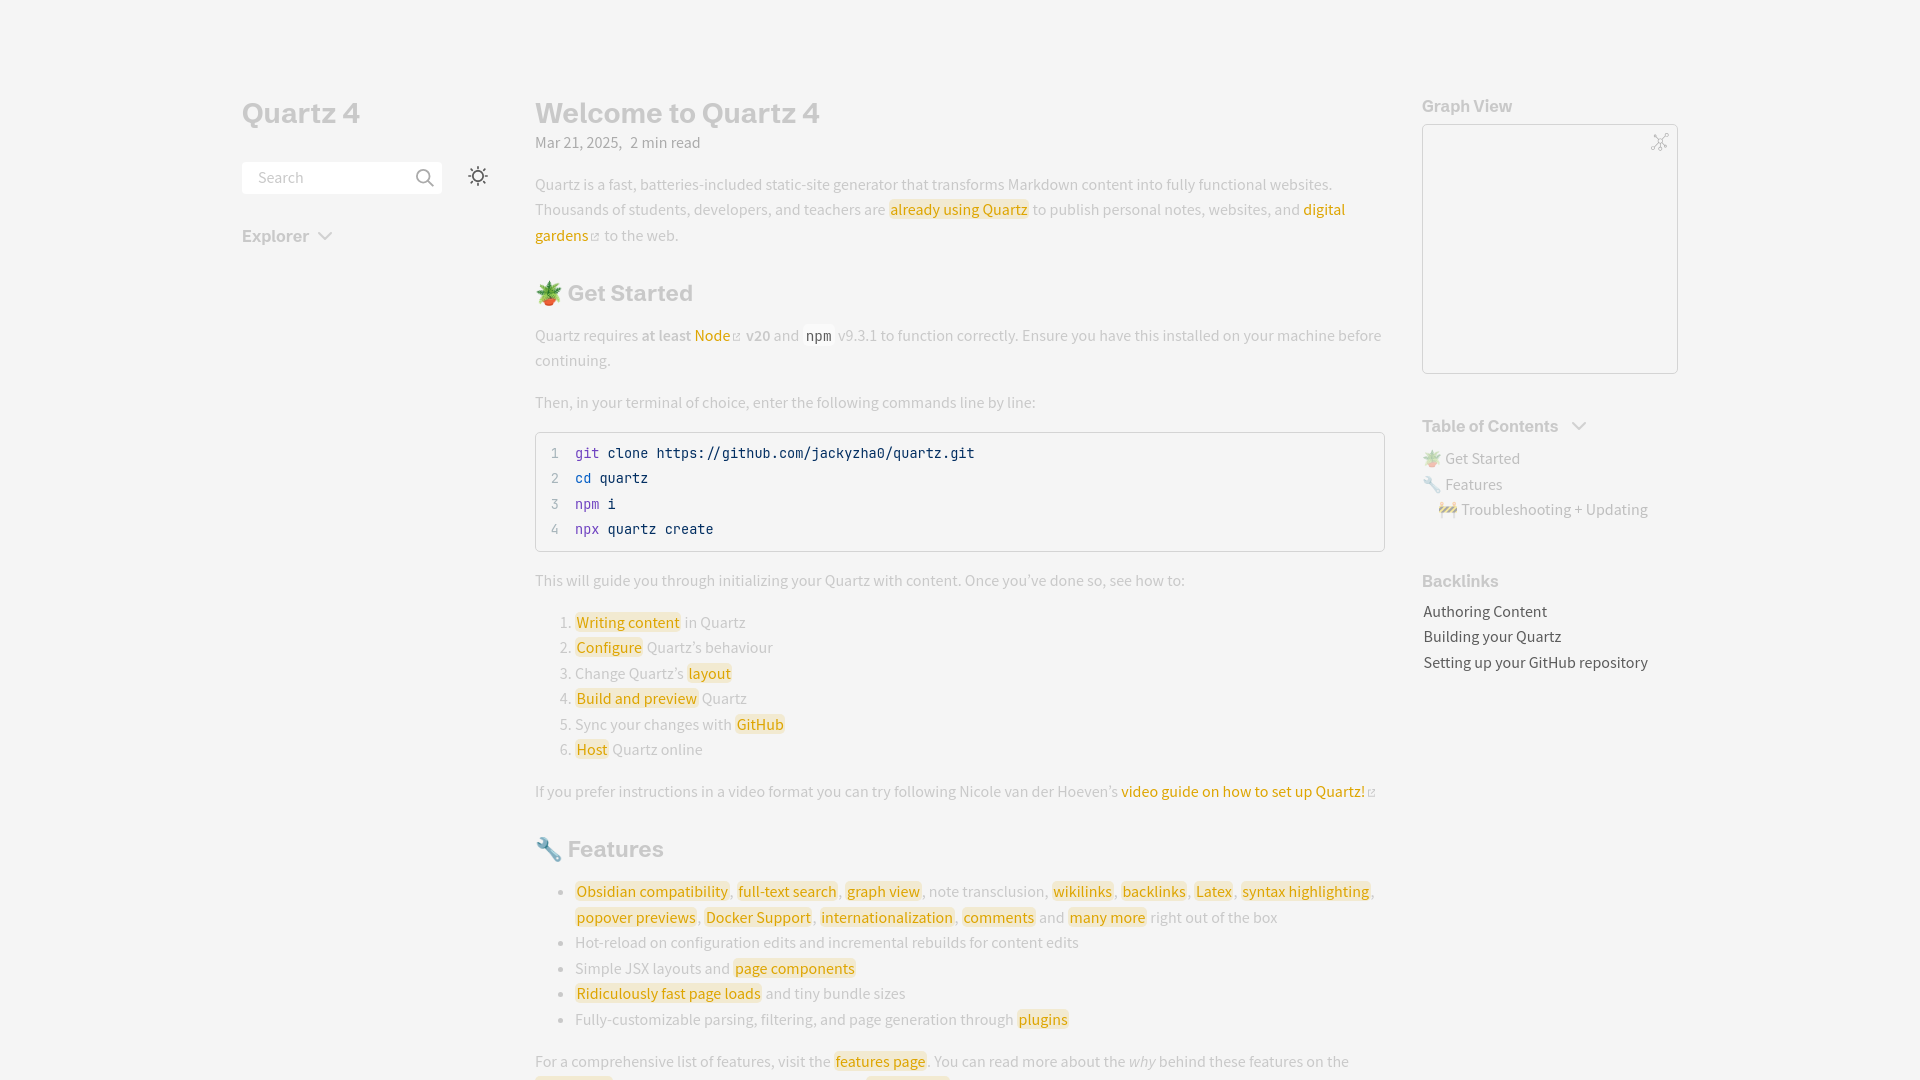 Quartz 4
Search
Explorer
Welcome to Quartz 4
Mar 21, 2025, 2 min read
Quartz is a fast, batteries-included static-site generator that transforms Markdown content into fully functional websites.
Thousands of students, developers, and teachers are already using Quartz to publish personal notes, websites, and digital
gardens to the web.
🪴 Get Started
Quartz requires at least Node v20 and npm v9.3.1 to function correctly. Ensure you have this installed on your machine before
continuing.
Then, in your terminal of choice, enter the following commands line by line:
1 git clone https://github.com/jackyzha0/quartz.git
2 cd quartz
3 npm i
4 npx quartz create
This will guide you through initializing your Quartz with content. Once you’ve done so, see how to:
1. Writing content in Quartz
2. Configure Quartz’s behaviour
3. Change Quartz’s layout
4. Build and preview Quartz
5. Sync your changes with GitHub
6. Host Quartz online
If you prefer instructions in a video format you can try following Nicole van der Hoeven’s video guide on how to set up Quartz!
🔧 Features
• Obsidian compatibility, full-text search, graph view, note transclusion, wikilinks, backlinks, Latex, syntax highlighting,
popover previews, Docker Support, internationalization, comments and many more right out of the box
• Hot-reload on configuration edits and incremental rebuilds for content edits
• Simple JSX layouts and page components
• Ridiculously fast page loads and tiny bundle sizes
• Fully-customizable parsing, filtering, and page generation through plugins
For a comprehensive list of features, visit the features page. You can read more about the why behind these features on the
Graph View
Table of Contents
🪴 Get Started
🔧 Features
🚧 Troubleshooting + Updating
Backlinks
Authoring Content
Building your Quartz
Setting up your GitHub repository